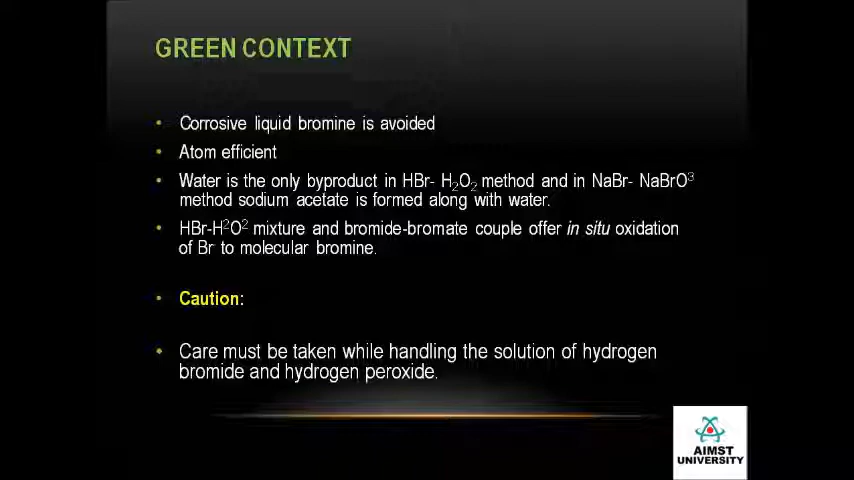 GREEN CONTEXT
• Corrosive liquid bromine is avoided
• Atom efficient
• Water is the only byproduct in HBr- H₂O₂ method and in NaBr- NaBrO³
method sodium acetate is formed along with water.
• HBr-H²O² mixture and bromide-bromate couple offer in situ oxidation
of Br⁻ to molecular bromine.
• Caution:
• Care must be taken while handling the solution of hydrogen
bromide and hydrogen peroxide.
AIMST
UNIVERSITY